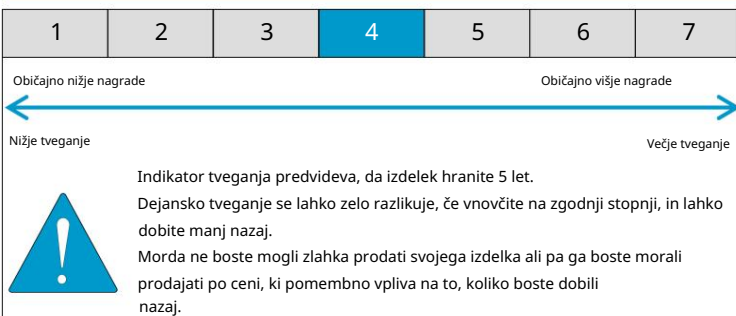 1 2 3 4 5 6 7
Običajno nižje nagrade Običajno višje nagrade
Nižje tveganje Večje tveganje
Indikator tveganja predvideva, da izdelek hranite 5 let.
Dejansko tveganje se lahko zelo razlikuje, če vnovčite na zgodnji stopnji, in lahko
dobite manj nazaj.
Morda ne boste mogli zlahka prodati svojega izdelka ali pa ga boste morali
prodajati po ceni, ki pomembno vpliva na to, koliko boste dobili
nazaj.